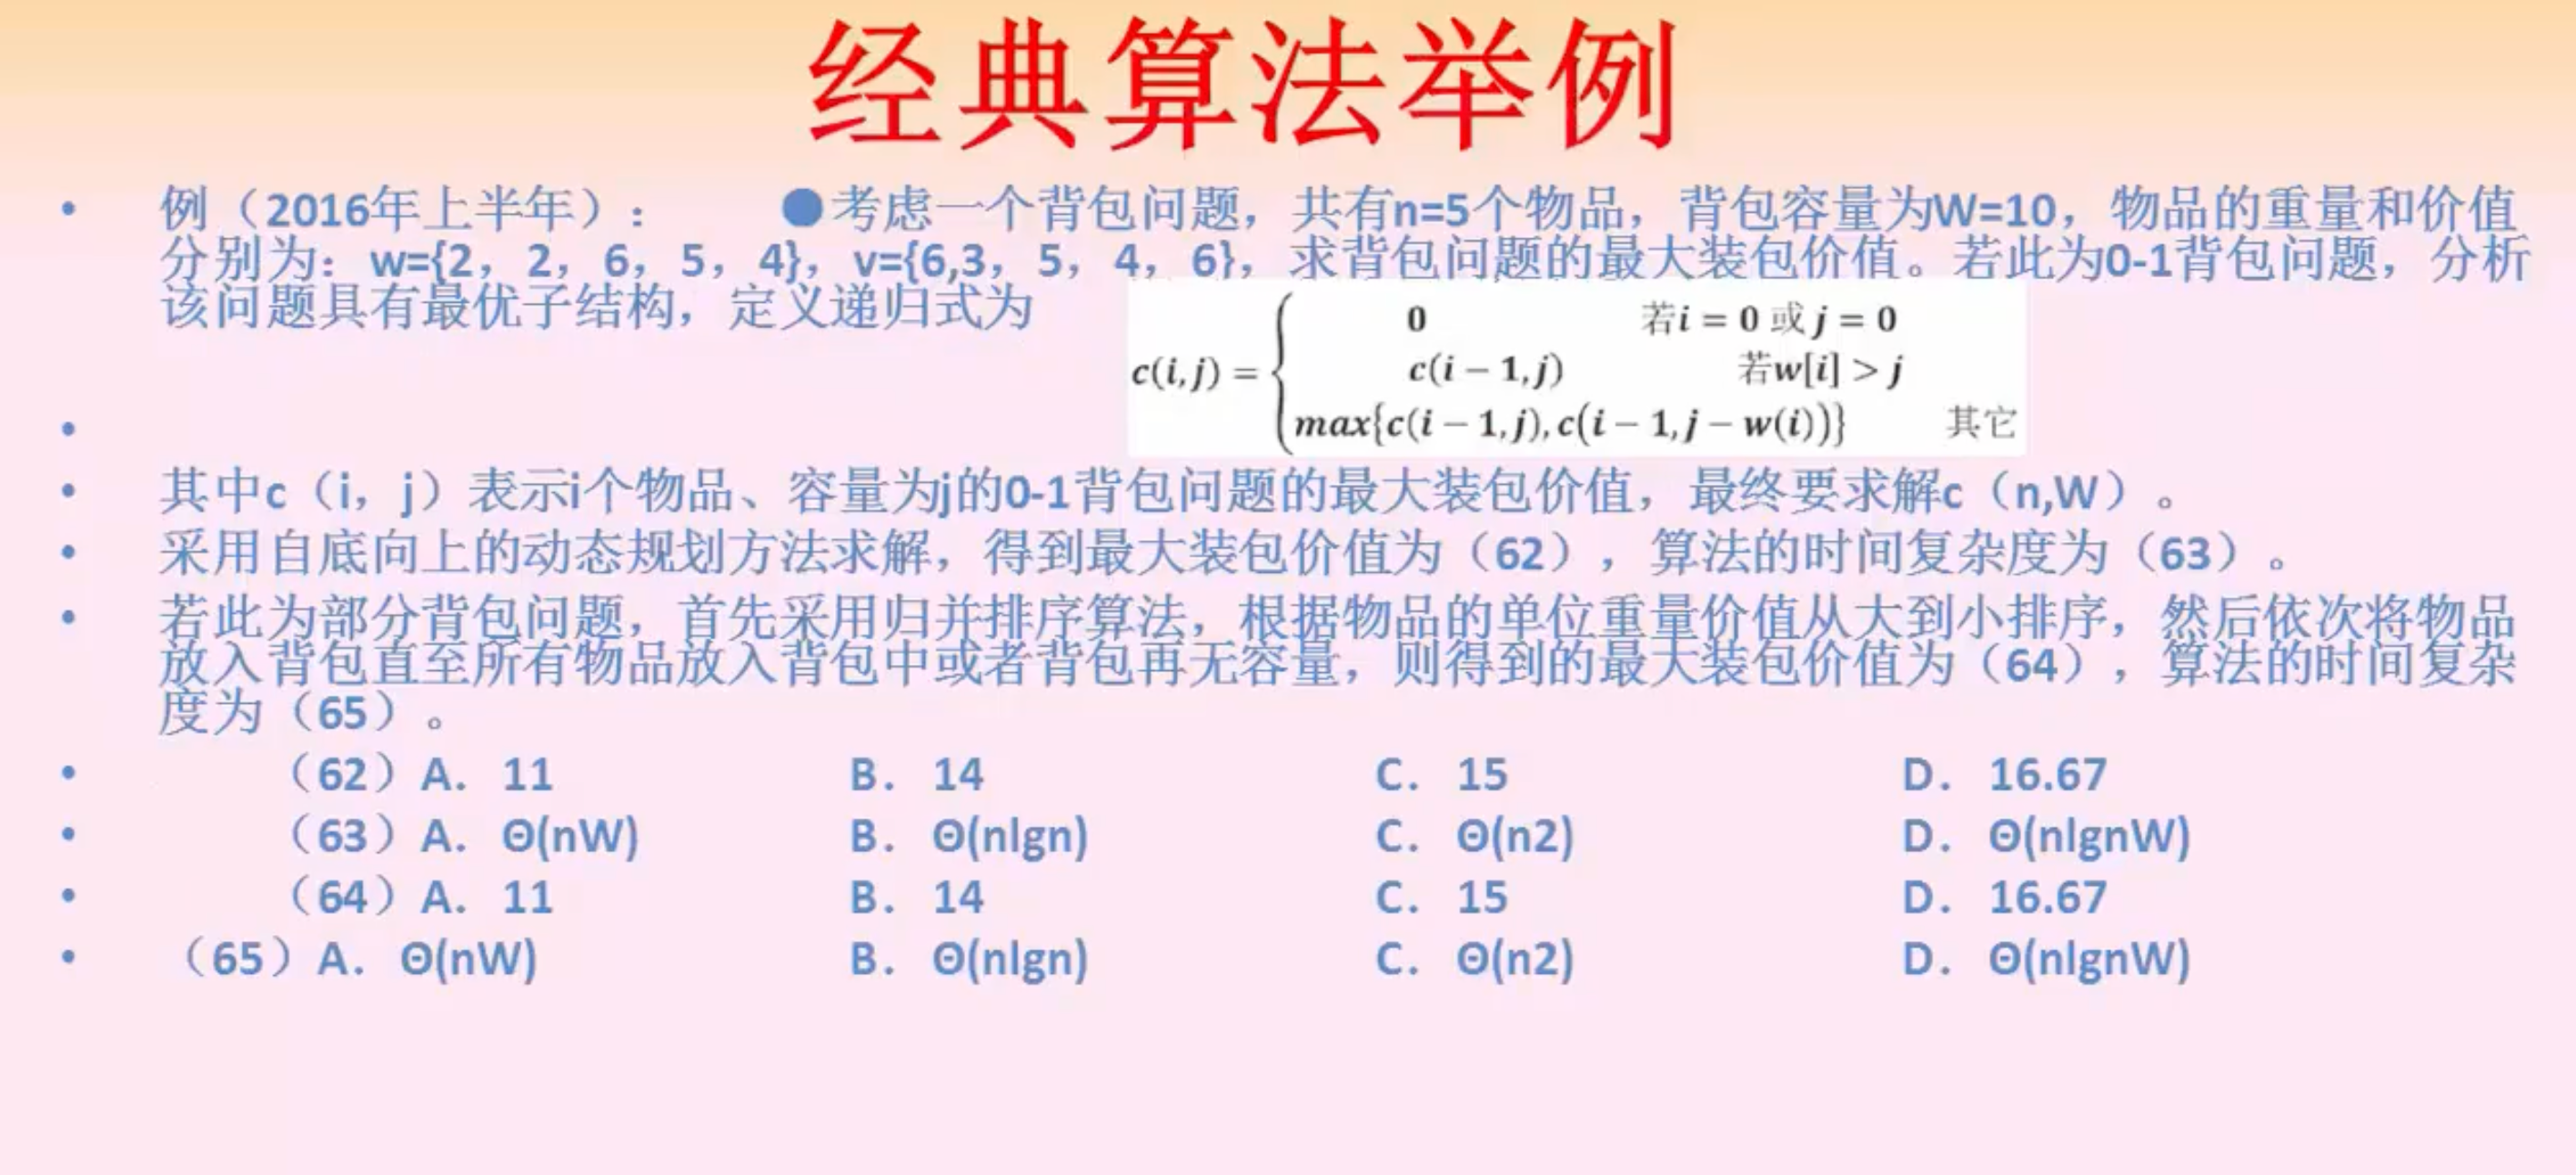 经典算法举例
• 例（2016年上半年）： ●考虑一个背包问题，共有n=5个物品，背包容量为W=10，物品的重量和价值
分别为：w={2，2，6，5，4}，v={6,3，5，4，6}，求背包问题的最大装包价值。若此为0-1背包问题，分析
该问题具有最优子结构，定义递归式为
c(i,j) = {
0 若i = 0 或 j = 0
c(i − 1,j) 若w[i] > j
max{c(i − 1,j),c(i − 1,j − w(i))} 其它
•
• 其中c（i，j）表示i个物品、容量为j的0-1背包问题的最大装包价值，最终要求解c（n,W）。
• 采用自底向上的动态规划方法求解，得到最大装包价值为（62），算法的时间复杂度为（63）。
• 若此为部分背包问题，首先采用归并排序算法，根据物品的单位重量价值从大到小排序，然后依次将物品
放入背包直至所有物品放入背包中或者背包再无容量，则得到的最大装包价值为（64），算法的时间复杂
度为（65）。
• （62）A. 11 B. 14 C. 15 D. 16.67
• （63）A. Θ(nW) B. Θ(nlgn) C. Θ(n2) D. Θ(nlgnW)
• （64）A. 11 B. 14 C. 15 D. 16.67
• （65）A. Θ(nW) B. Θ(nlgn) C. Θ(n2) D. Θ(nlgnW)